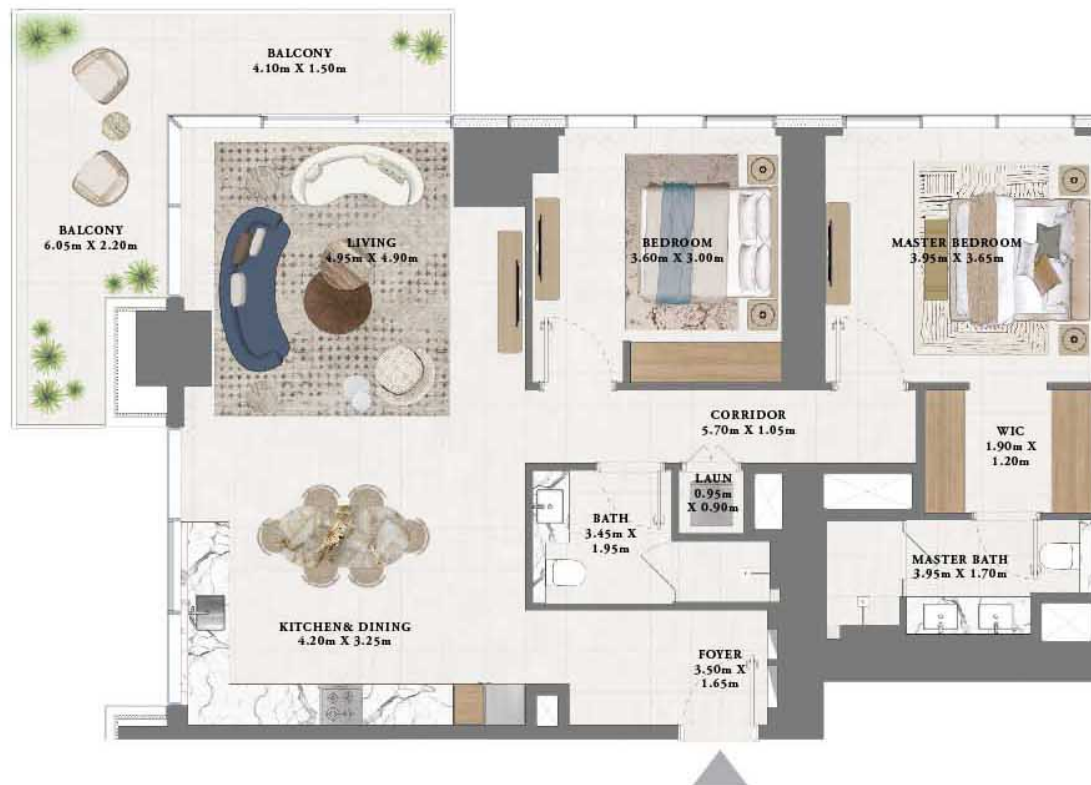 BALCONY
4.10m X 1.50m
BALCONY
6.05m X 2.20m
LIVING
4.95m X 4.90m
BEDROOM
3.60m X 3.00m
MASTER BEDROOM
3.95m X 3.65m
CORRIDOR
5.70m X 1.05m
WIC
1.90m X
1.20m
LAUN
0.95m
X 0.90m
BATH
3.45m X
1.95m
MASTER BATH
3.95m X 1.70m
KITCHEN& DINING
4.20m X 3.25m
FOYER
3.50m X
1.65m